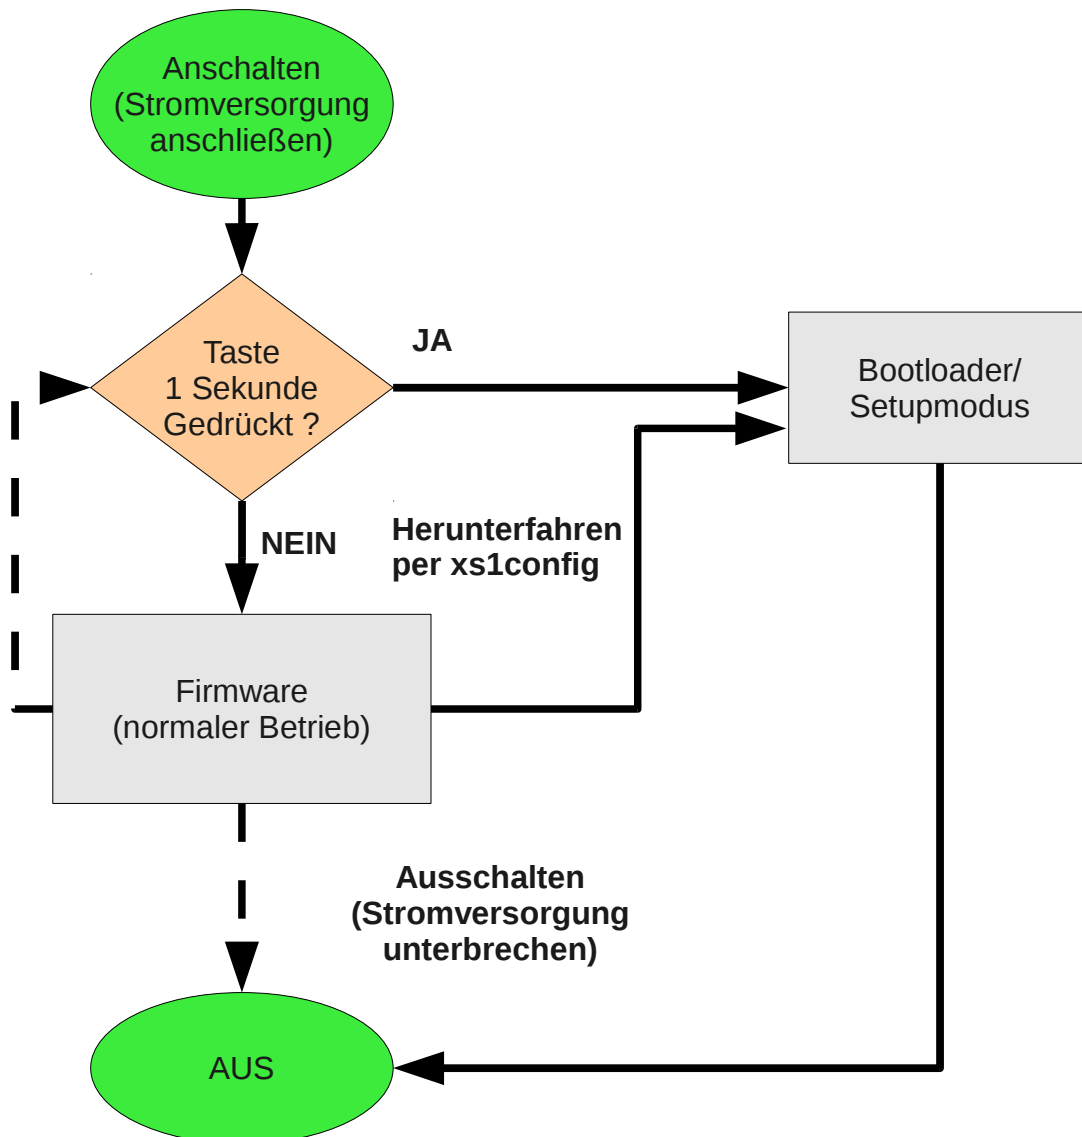 Anschalten
(Stromversorgung
anschließen)
Taste
1 Sekunde
Gedrückt ?
JA
Bootloader/
Setupmodus
NEIN
Herunterfahren
per xs1config
Firmware
(normaler Betrieb)
Ausschalten
(Stromversorgung
unterbrechen)
AUS